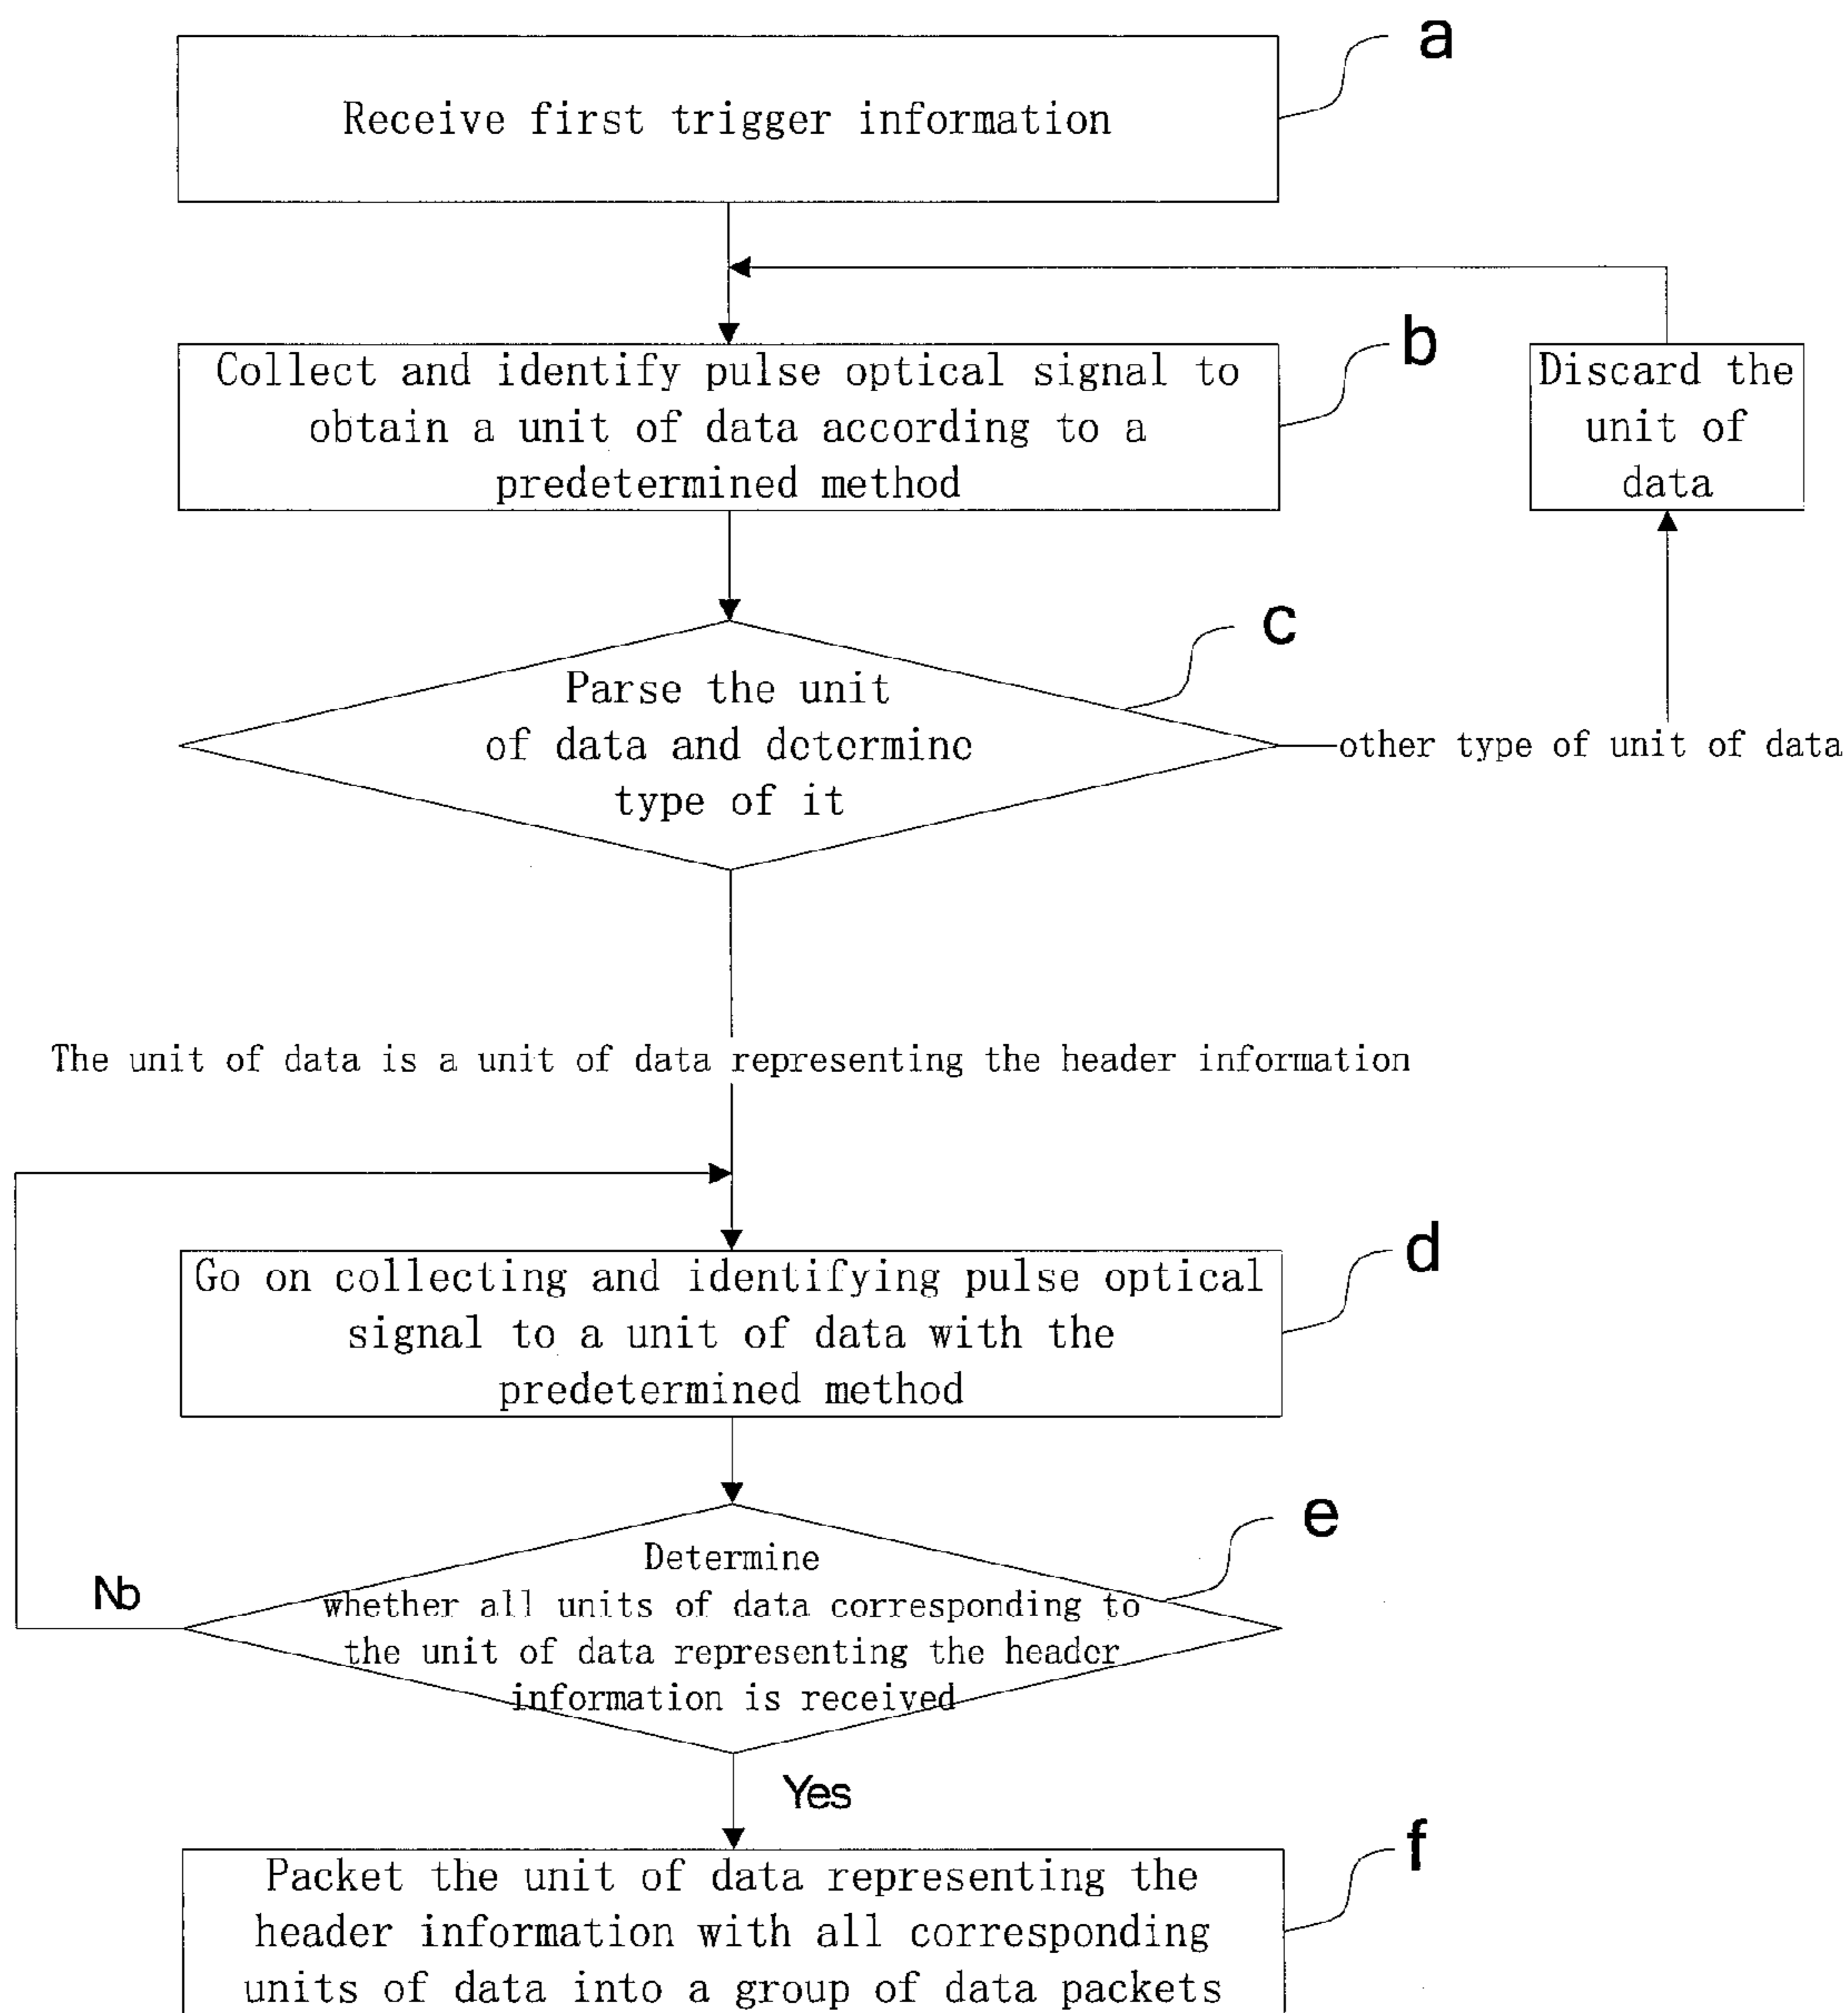 a
Receive first trigger information
b
Collect and identify pulse optical signal to
obtain a unit of data according to a
predetermined method
Discard the
unit of
data
c
Parse the unit
of data and determine
type of it
other type of unit of data
The unit of data is a unit of data representing the header information
d
Go on collecting and identifying pulse optical
signal to a unit of data with the
predetermined method
e
No
Determine
whether all units of data corresponding to
the unit of data representing the header
information is received
Yes
f
Packet the unit of data representing the
header information with all corresponding
units of data into a group of data packets